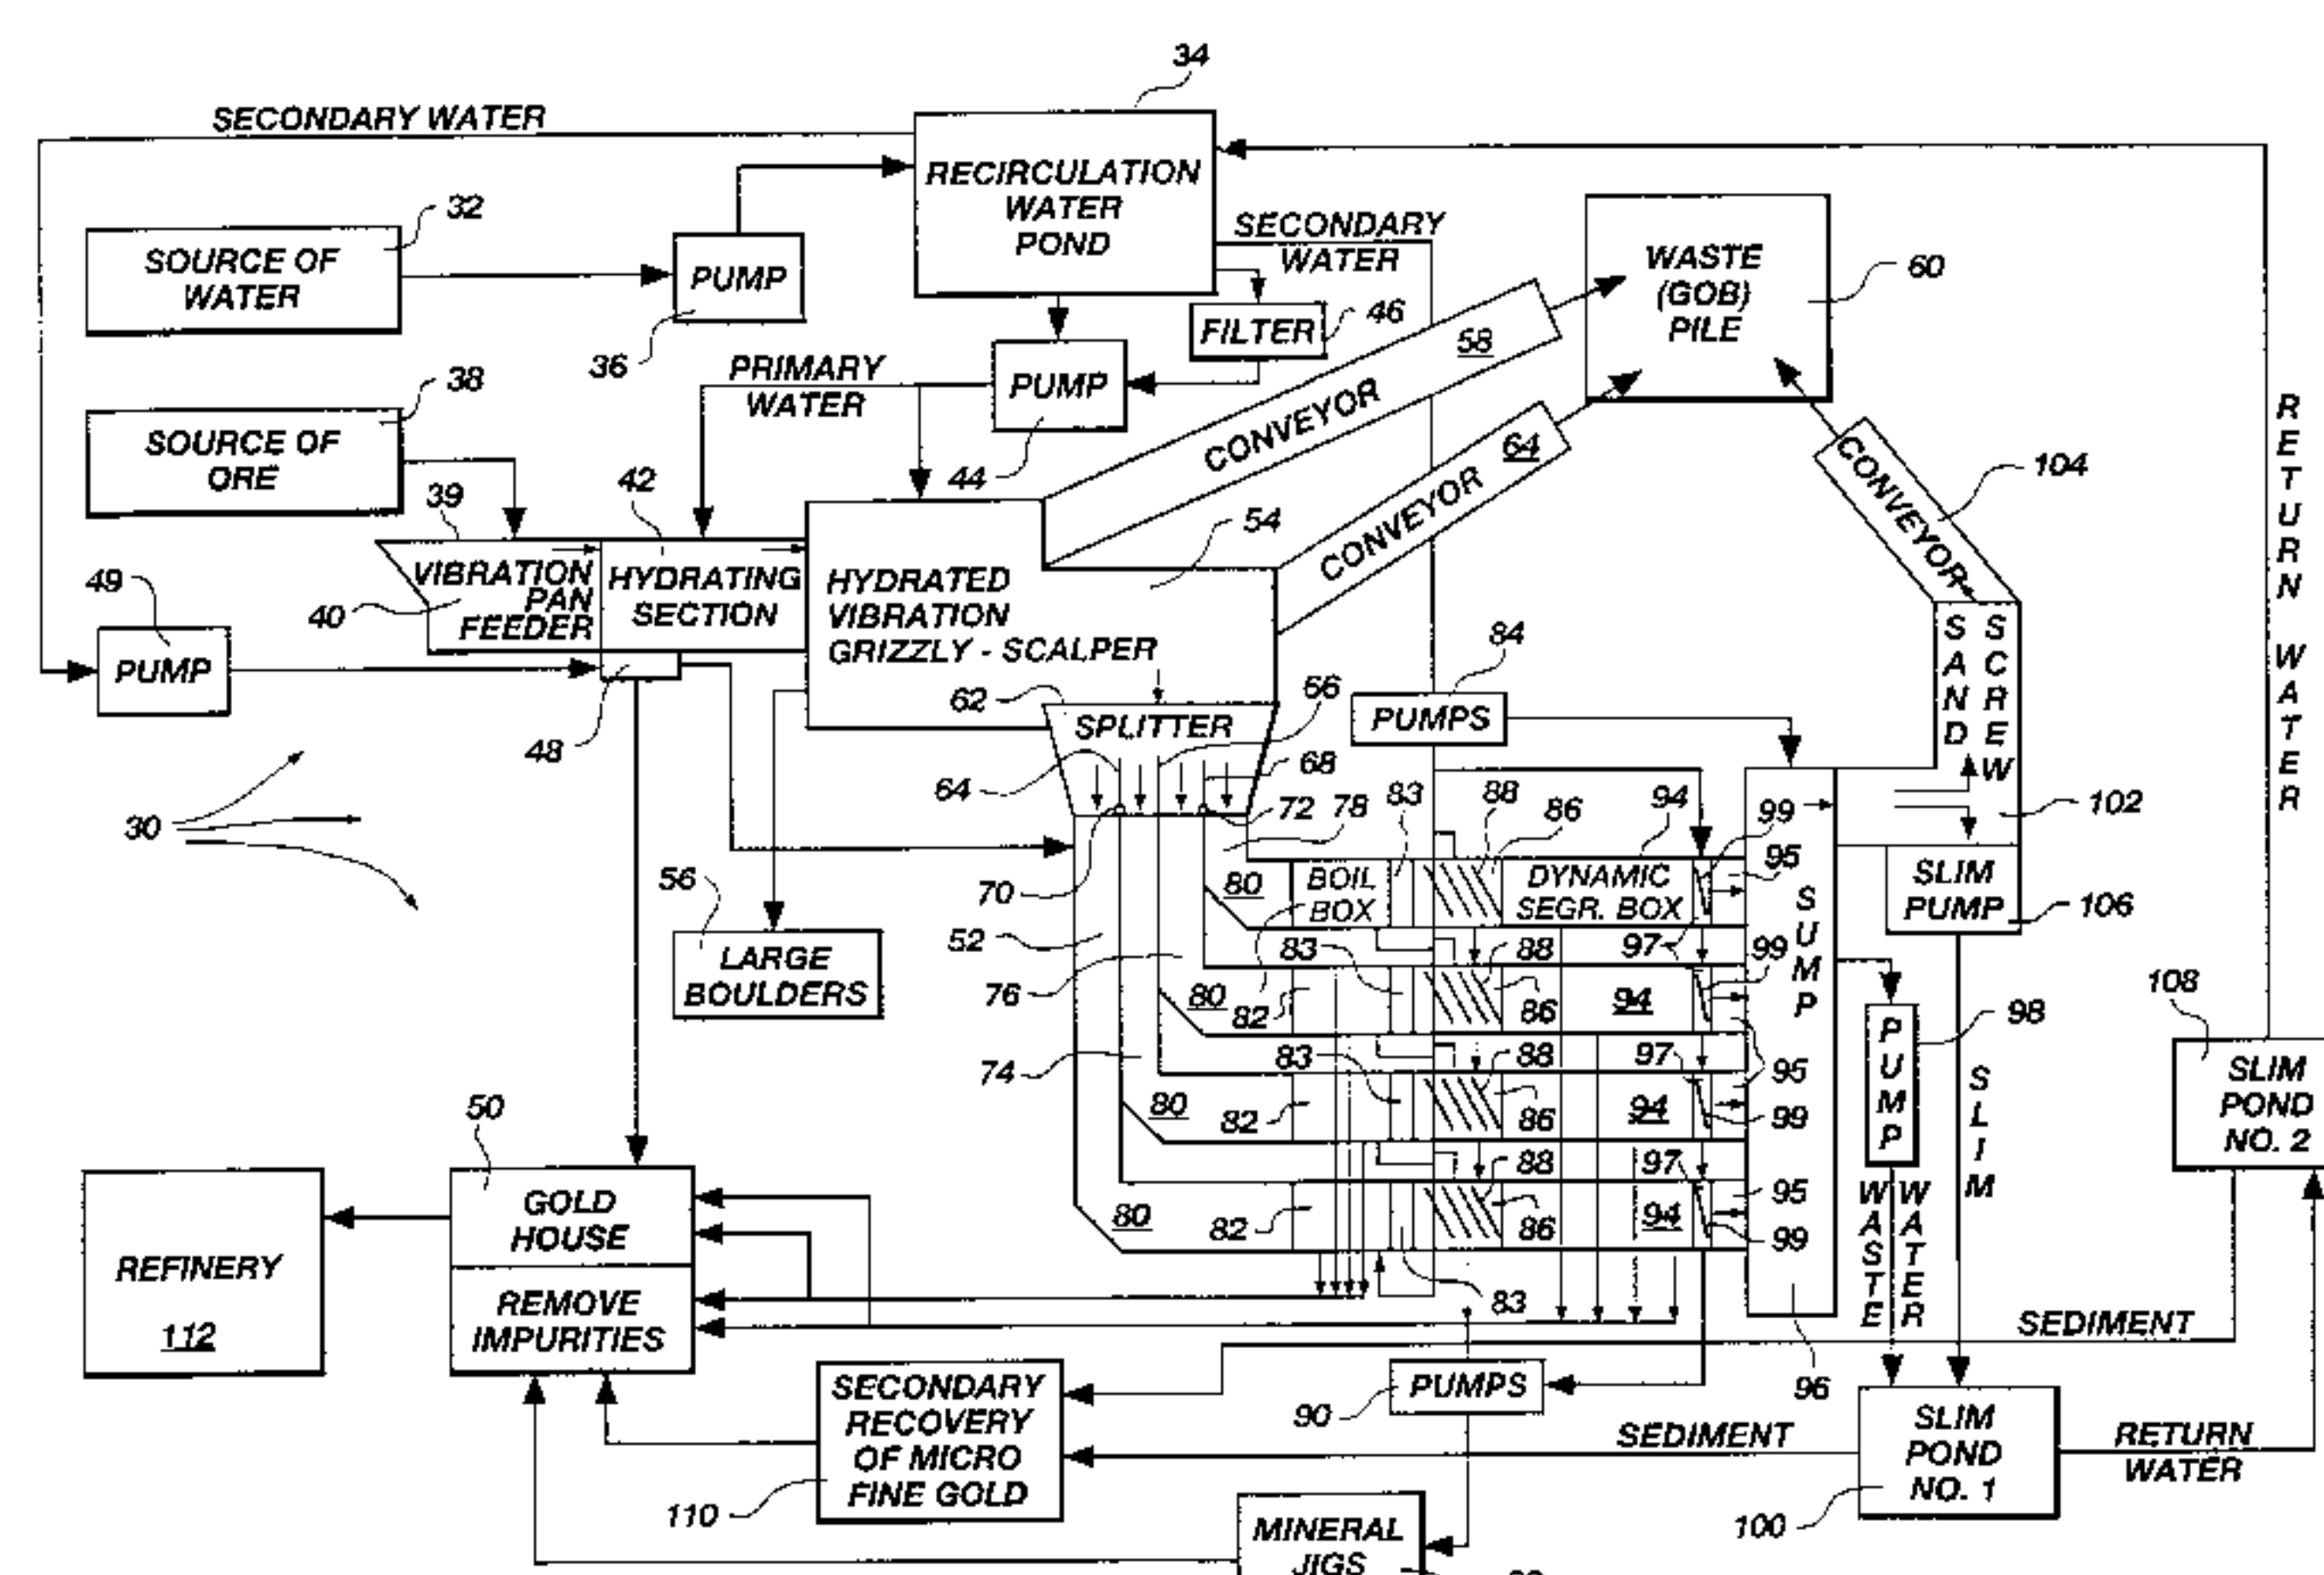 34
SECONDARY WATER
RECIRCULATION
WATER
POND
32
SOURCE OF
WATER
PUMP
36
SECONDARY
WATER
FILTER
46
WASTE
(GOB)
PILE
60
58
CONVEYOR
64
CONVEYOR
38
SOURCE OF
ORE
PRIMARY
WATER
PUMP
44
39
42
54
VIBRATION
PAN
FEEDER
40
HYDRATING
SECTION
HYDRATED
VIBRATION
GRIZZLY - SCALPER
49
PUMP
48
CONVEYOR
104
RETURN WATER
SAND
SCREW
102
62
SPLITTER
66
84
PUMPS
64
68
70
72
78
83
88
86
94
99
95
30
56
LARGE
BOULDERS
80
BOIL
BOX
DYNAMIC
SEGR. BOX
SUMP
SLIM
PUMP
106
52
83
88
97
99
76
80
82
86
94
108
SLIM
POND
NO. 2
98
PUMP
SLIM
74
83
88
97
95
80
82
86
94
99
50
GOLD
HOUSE
REMOVE
IMPURITIES
REFINERY
112
88
97
95
80
82
86
94
99
83
WASTE
WATER
96
SEDIMENT
SECONDARY
RECOVERY
OF MICRO
FINE GOLD
110
PUMPS
90
SEDIMENT
SLIM
POND
NO. 1
100
RETURN
WATER
MINERAL
JIGS